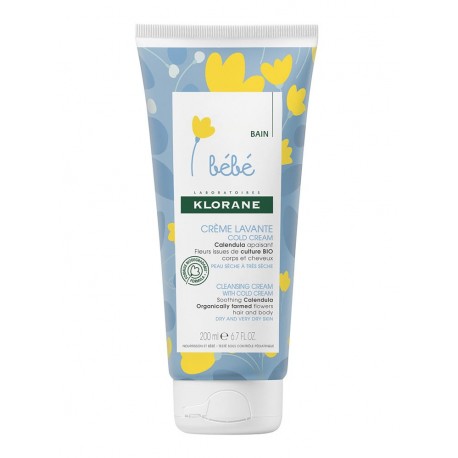 BAIN
bébé
LABORATOIRES
KLORANE
CRÈME LAVANTE
COLD CREAM
Calendula apaisant
Fleurs issues de culture BIO
corps et cheveux
PEAU SÈCHE À TRÈS SÈCHE
CLEANSING CREAM
WITH COLD CREAM
Soothing Calendula
Organically farmed flowers
hair and body
DRY AND VERY DRY SKIN
200 ml e 6.7 FL.OZ.